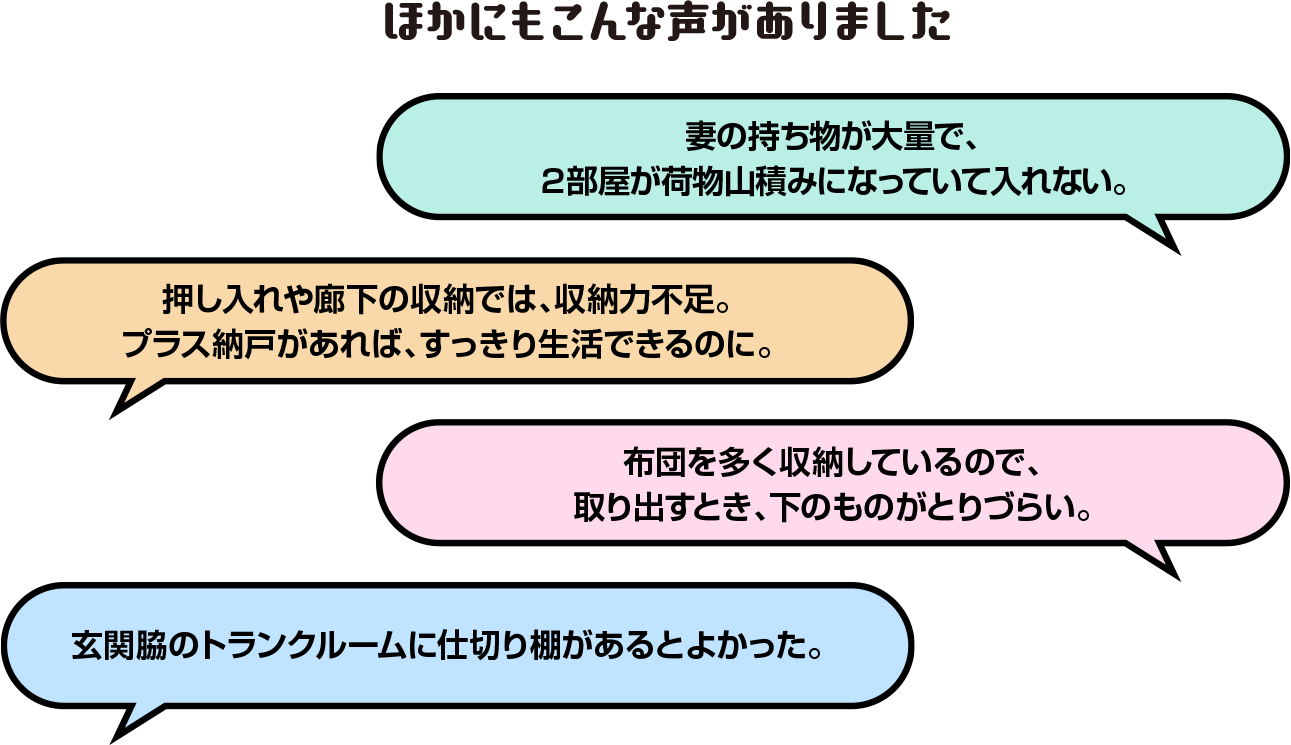 ほかにもこんな声がありました
妻の持ち物が大量で、
2部屋が荷物山積みになっていて入れない。
押し入れや廊下の収納では、収納力不足。
プラス納戸があれば、すっきり生活できるのに。
布団を多く収納しているので、
取り出すとき、下のものがとりづらい。
玄関脇のトランクルームに仕切り棚があるとよかった。